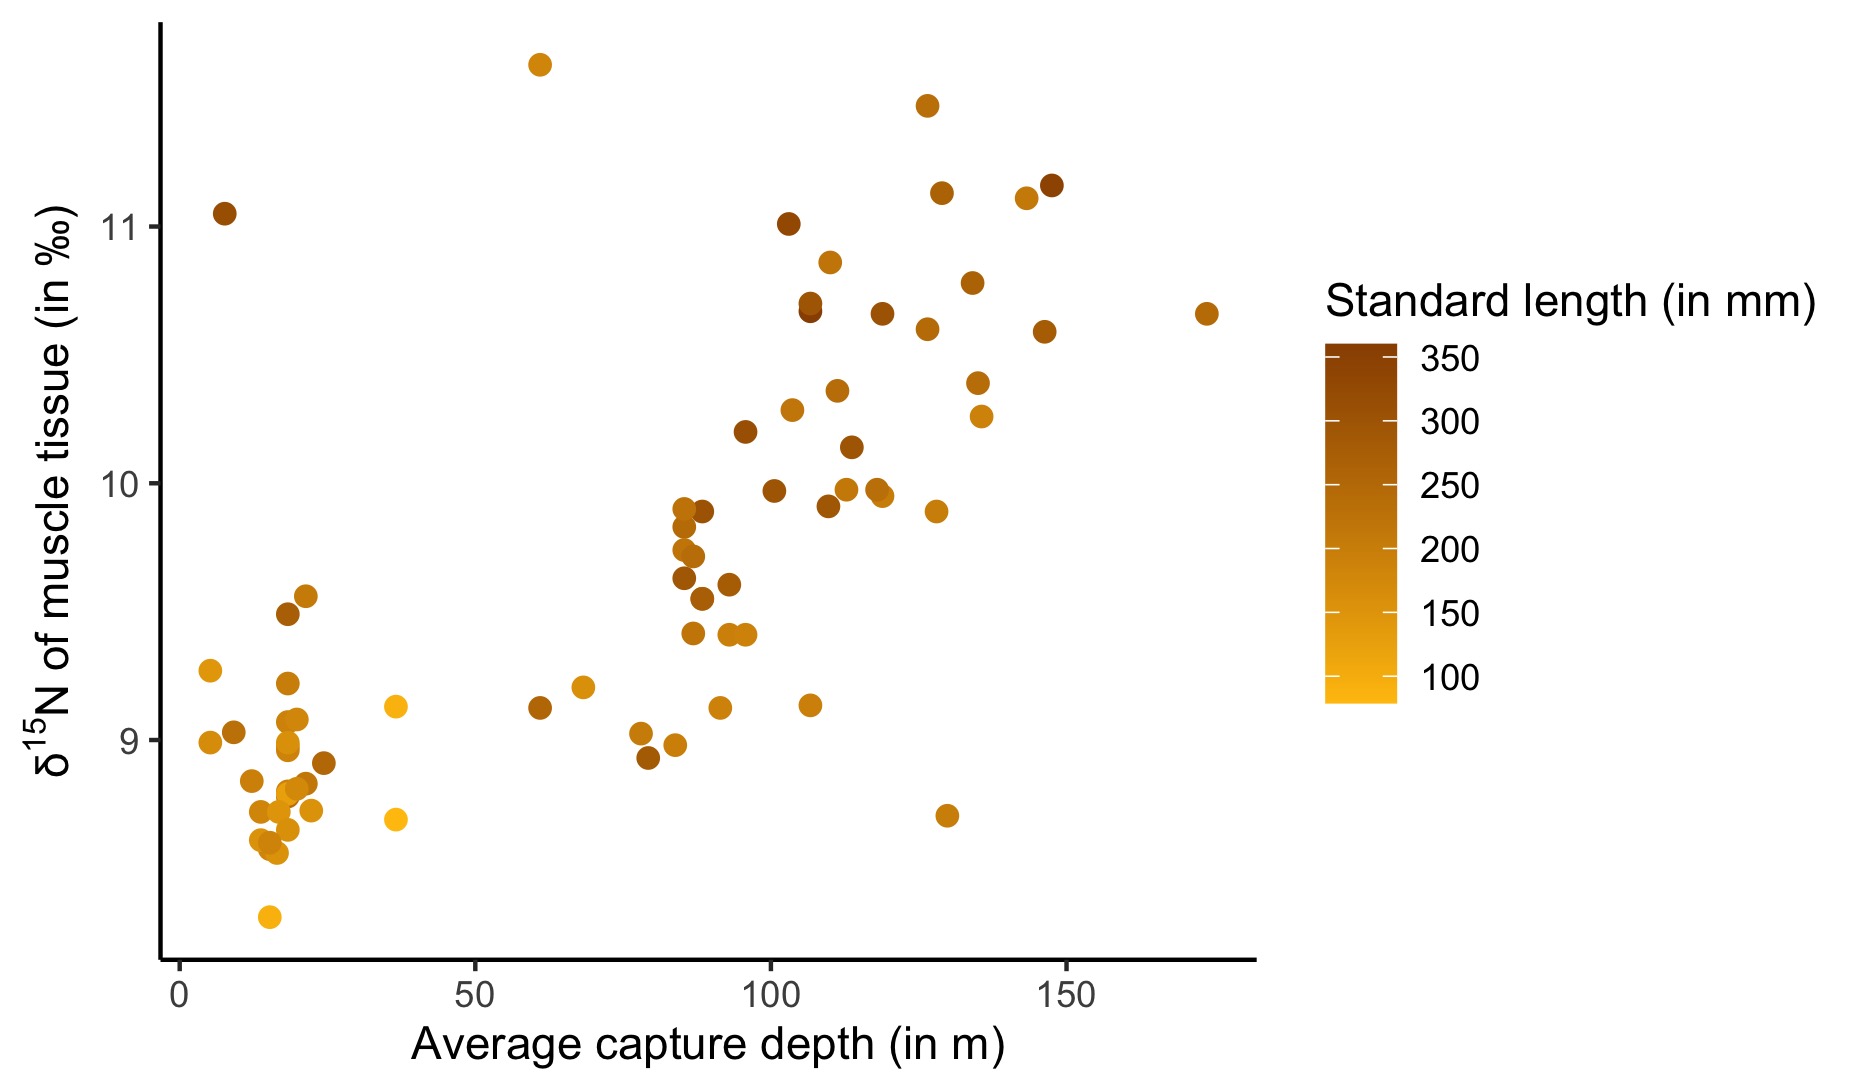 δ¹⁵N of muscle tissue (in ‰)
11
10
9
0 50 100 150
Average capture depth (in m)
Standard length (in mm)
350
300
250
200
150
100